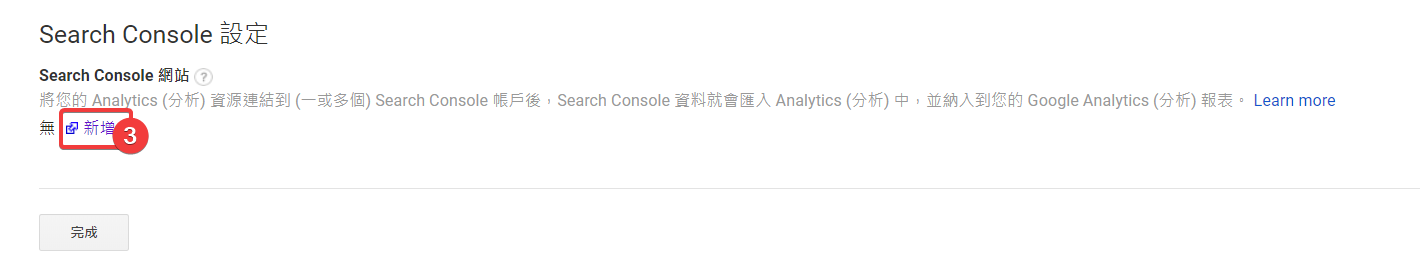 Search Console 設定
Search Console 網站 ?
將您的 Analytics (分析) 資源連結到 (一或多個) Search Console 帳戶後，Search Console 資料就會匯入 Analytics (分析) 中，並納入到您的 Google Analytics (分析) 報表。 Learn more
無 新增 3
完成